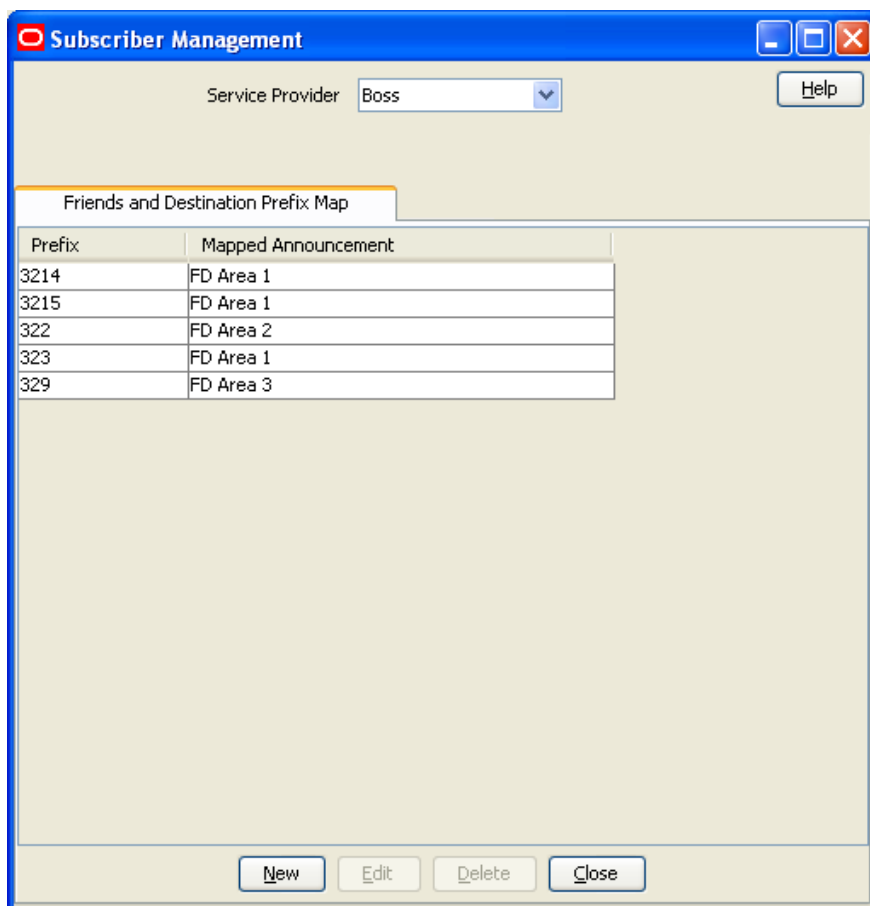 Subscriber Management
Service Provider Boss
Help
Friends and Destination Prefix Map
Prefix Mapped Announcement
3214 FD Area 1
3215 FD Area 1
322 FD Area 2
323 FD Area 1
329 FD Area 3
New Edit Delete Close